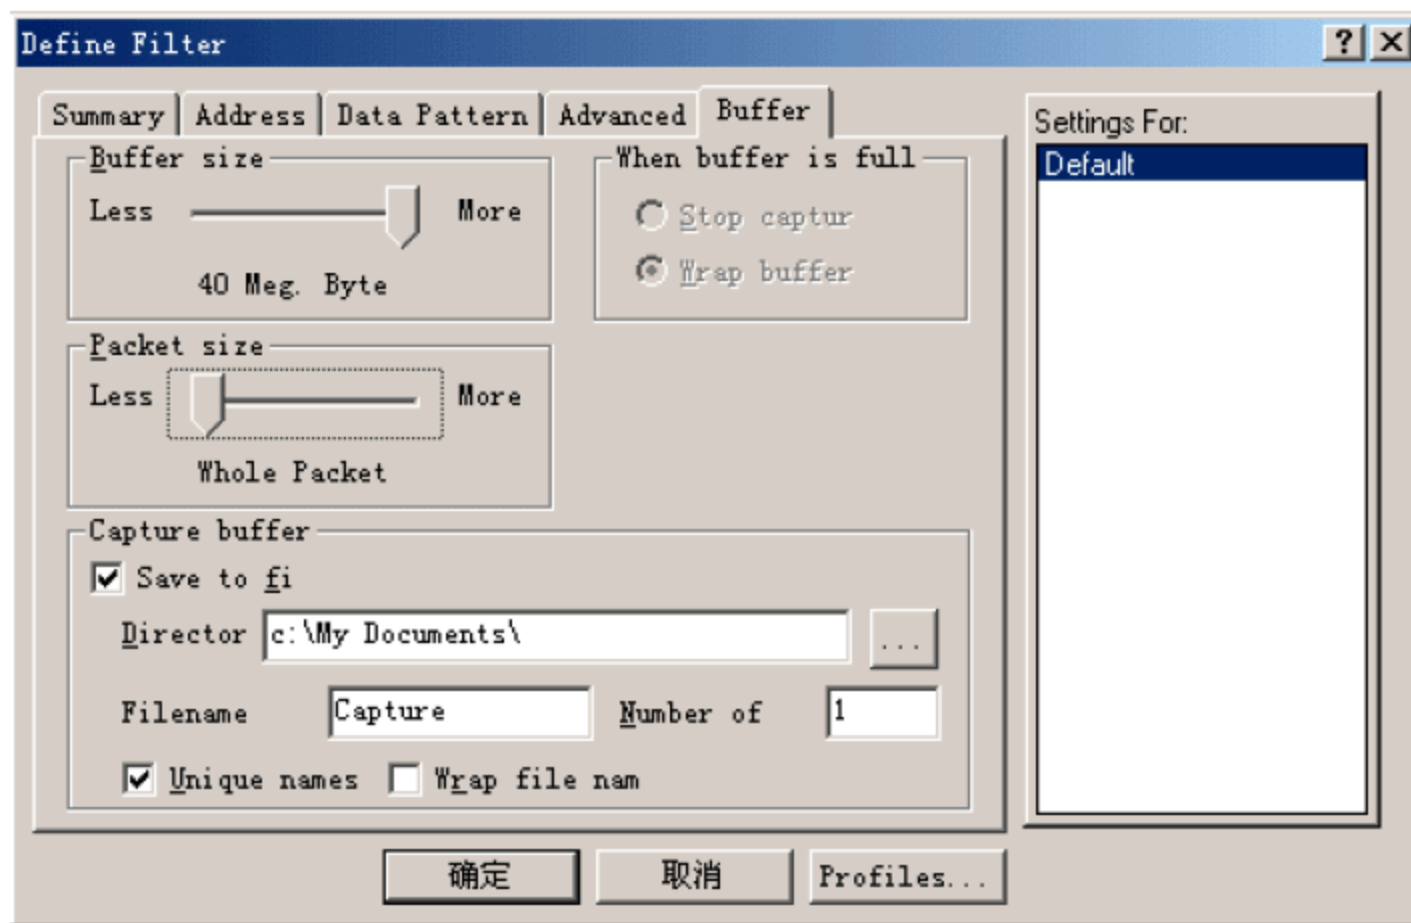 Define Filter
Summary Address Data Pattern Advanced Buffer
Settings For:
Default
Buffer size
Less More
40 Meg. Byte
When buffer is full
Stop captur
Wrap buffer
Packet size
Less More
Whole Packet
Capture buffer
Save to fi
Director c:\My Documents\ ...
Filename Capture Number of 1
Unique names Wrap file nam
确定 取消 Profiles...